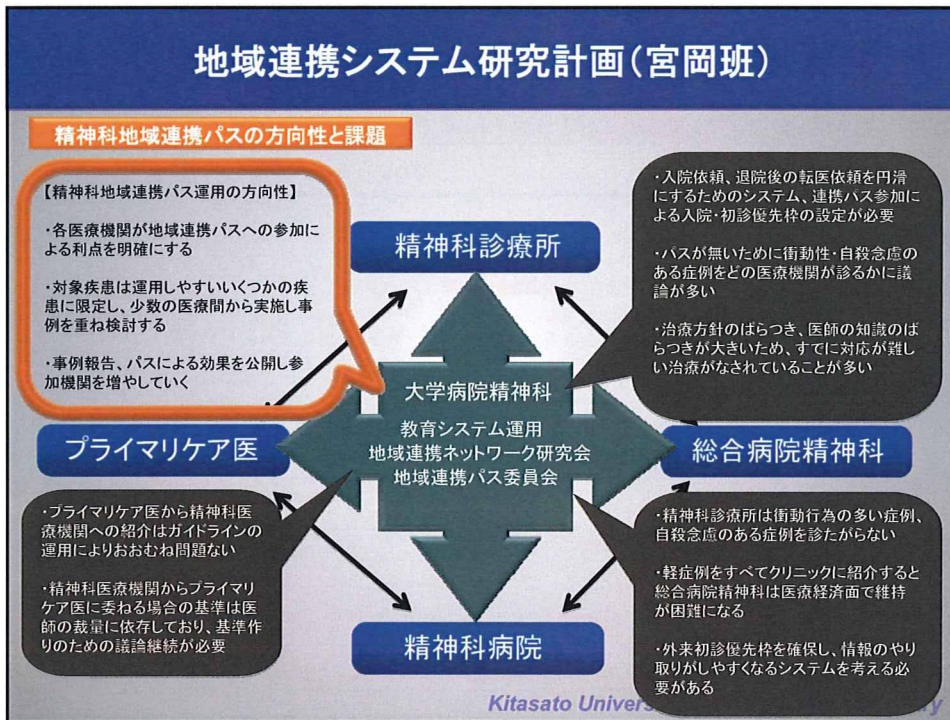 地域連携システム研究計画(宮岡班)
精神科地域連携パスの方向性と課題
【精神科地域連携パス運用の方向性】
・各医療機関が地域連携パスへの参加に
よる利点を明確にする
・対象疾患は運用しやすいいくつかの疾
患に限定し、少数の医療間から実施し事
例を重ね検討する
・事例報告、パスによる効果を公開し参
加機関を増やしていく
精神科診療所
・入院依頼、退院後の転医依頼を円滑
にするためのシステム、連携パス参加に
よる入院・初診優先枠の設定が必要
・パスが無いために衝動性・自殺念慮の
ある症例をどの医療機関が診るかに議
論が多い
・治療方針のばらつき、医師の知識のば
らつきが大きいため、すでに対応が難し
い治療がなされていることが多い
大学病院精神科
教育システム運用
地域連携ネットワーク研究会
地域連携パス委員会
プライマリケア医
総合病院精神科
・プライマリケア医から精神科医
療機関への紹介はガイドラインの
運用によりおおむね問題ない
・精神科医療機関からプライマリ
ケア医に委ねる場合の基準は医
師の裁量に依存しており、基準作
りのための議論継続が必要
精神科病院
・精神科診療所は衝動行為の多い症例、
自殺念慮のある症例を診たがらない
・軽症例をすべてクリニックに紹介すると
総合病院精神科は医療経済面で維持
が困難になる
・外来初診優先枠を確保し、情報のやり
取りがしやすくなるシステムを考える必
要がある
Kitasato